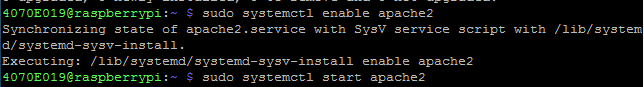 4070E019@raspberrypi:~ $ sudo systemctl enable apache2
Synchronizing state of apache2.service with SysV service script with /lib/system
d/systemd-sysv-install.
Executing: /lib/systemd/systemd-sysv-install enable apache2
4070E019@raspberrypi:~ $ sudo systemctl start apache2